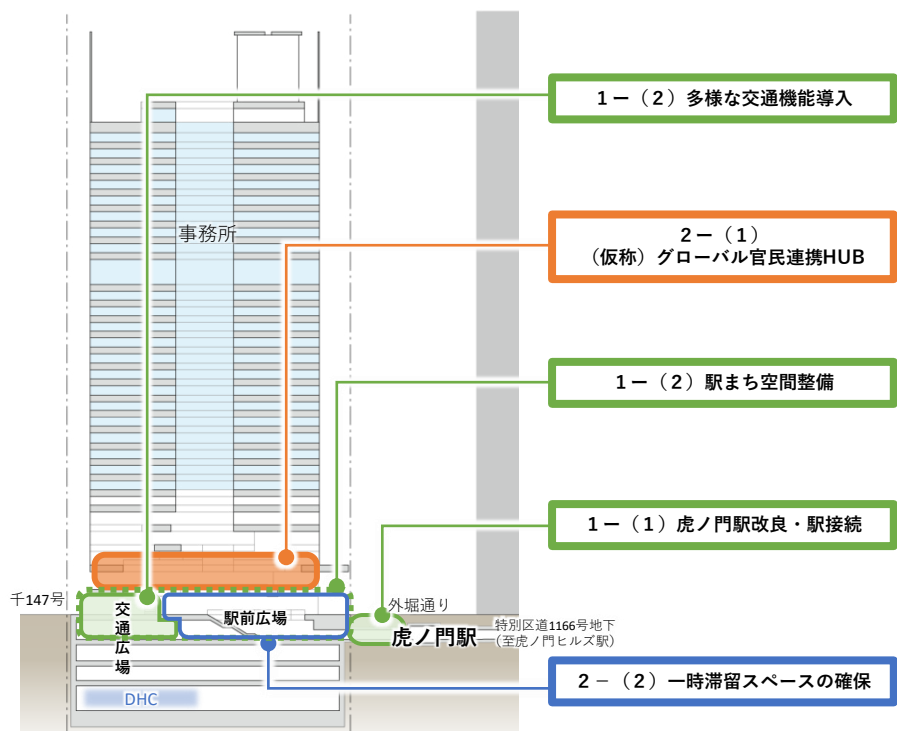 1ー（2）多様な交通機能導入
事務所
2ー（1）
（仮称）グローバル官民連携HUB
1ー（2）駅まち空間整備
1ー（1）虎ノ門駅改良・駅接続
千147号
交通広場
駅前広場
外堀通り
虎ノ門駅
特別区道1166号地下
（至虎ノ門ヒルズ駅）
2－（2）一時滞留スペースの確保
DHC